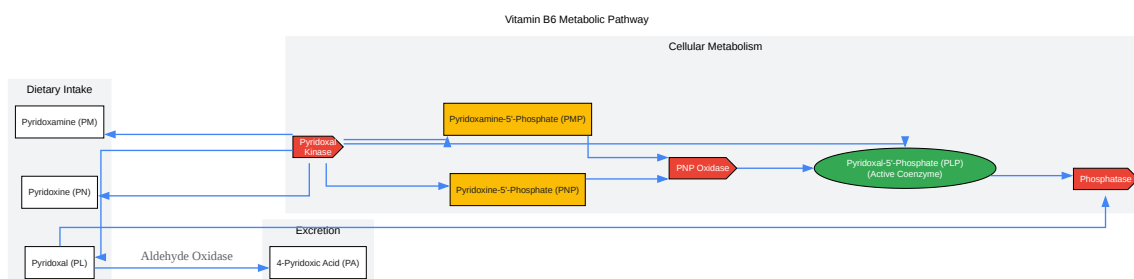 Vitamin B6 Metabolic Pathway
Cellular Metabolism
Dietary Intake
Pyridoxamine (PM)
Pyridoxal
Kinase
Pyridoxamine-5'-Phosphate (PMP)
PNP Oxidase
Pyridoxal-5'-Phosphate (PLP)
(Active Coenzyme)
Phosphatase
Pyridoxine (PN)
Pyridoxine-5'-Phosphate (PNP)
Excretion
Pyridoxal (PL)
Aldehyde Oxidase
4-Pyridoxic Acid (PA)